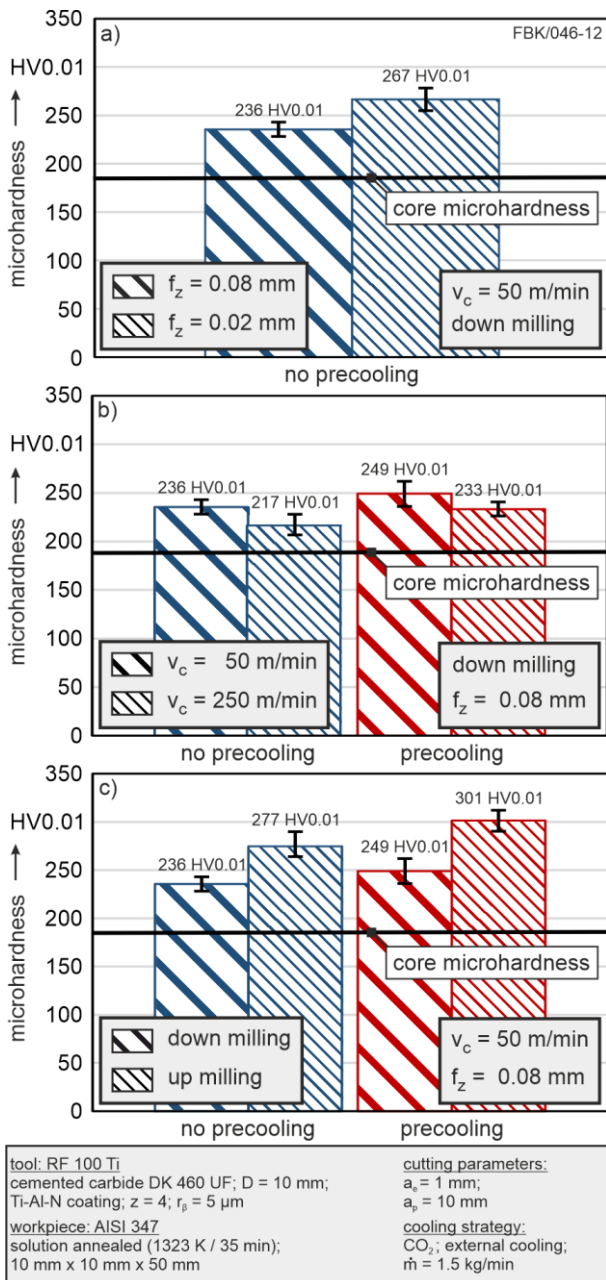 a)
FBK/046-12
350
HV0.01
250
200
150
100
50
0
microhardness
236 HV0.01
267 HV0.01
core microhardness
f_z = 0.08 mm
f_z = 0.02 mm
v_c = 50 m/min
down milling
no precooling
b)
350
HV0.01
250
200
150
100
50
0
microhardness
236 HV0.01
217 HV0.01
249 HV0.01
233 HV0.01
core microhardness
v_c = 50 m/min
v_c = 250 m/min
down milling
f_z = 0.08 mm
no precooling
precooling
c)
350
HV0.01
250
200
150
100
50
0
microhardness
236 HV0.01
277 HV0.01
249 HV0.01
301 HV0.01
core microhardness
down milling
up milling
v_c = 50 m/min
f_z = 0.08 mm
no precooling
precooling
tool: RF 100 Ti
cemented carbide DK 460 UF; D = 10 mm;
Ti-Al-N coating; z = 4; r_β = 5 µm
workpiece: AISI 347
solution annealed (1323 K / 35 min);
10 mm x 10 mm x 50 mm
cutting parameters:
a_e = 1 mm;
a_p = 10 mm
cooling strategy:
CO₂; external cooling;
ṁ = 1.5 kg/min